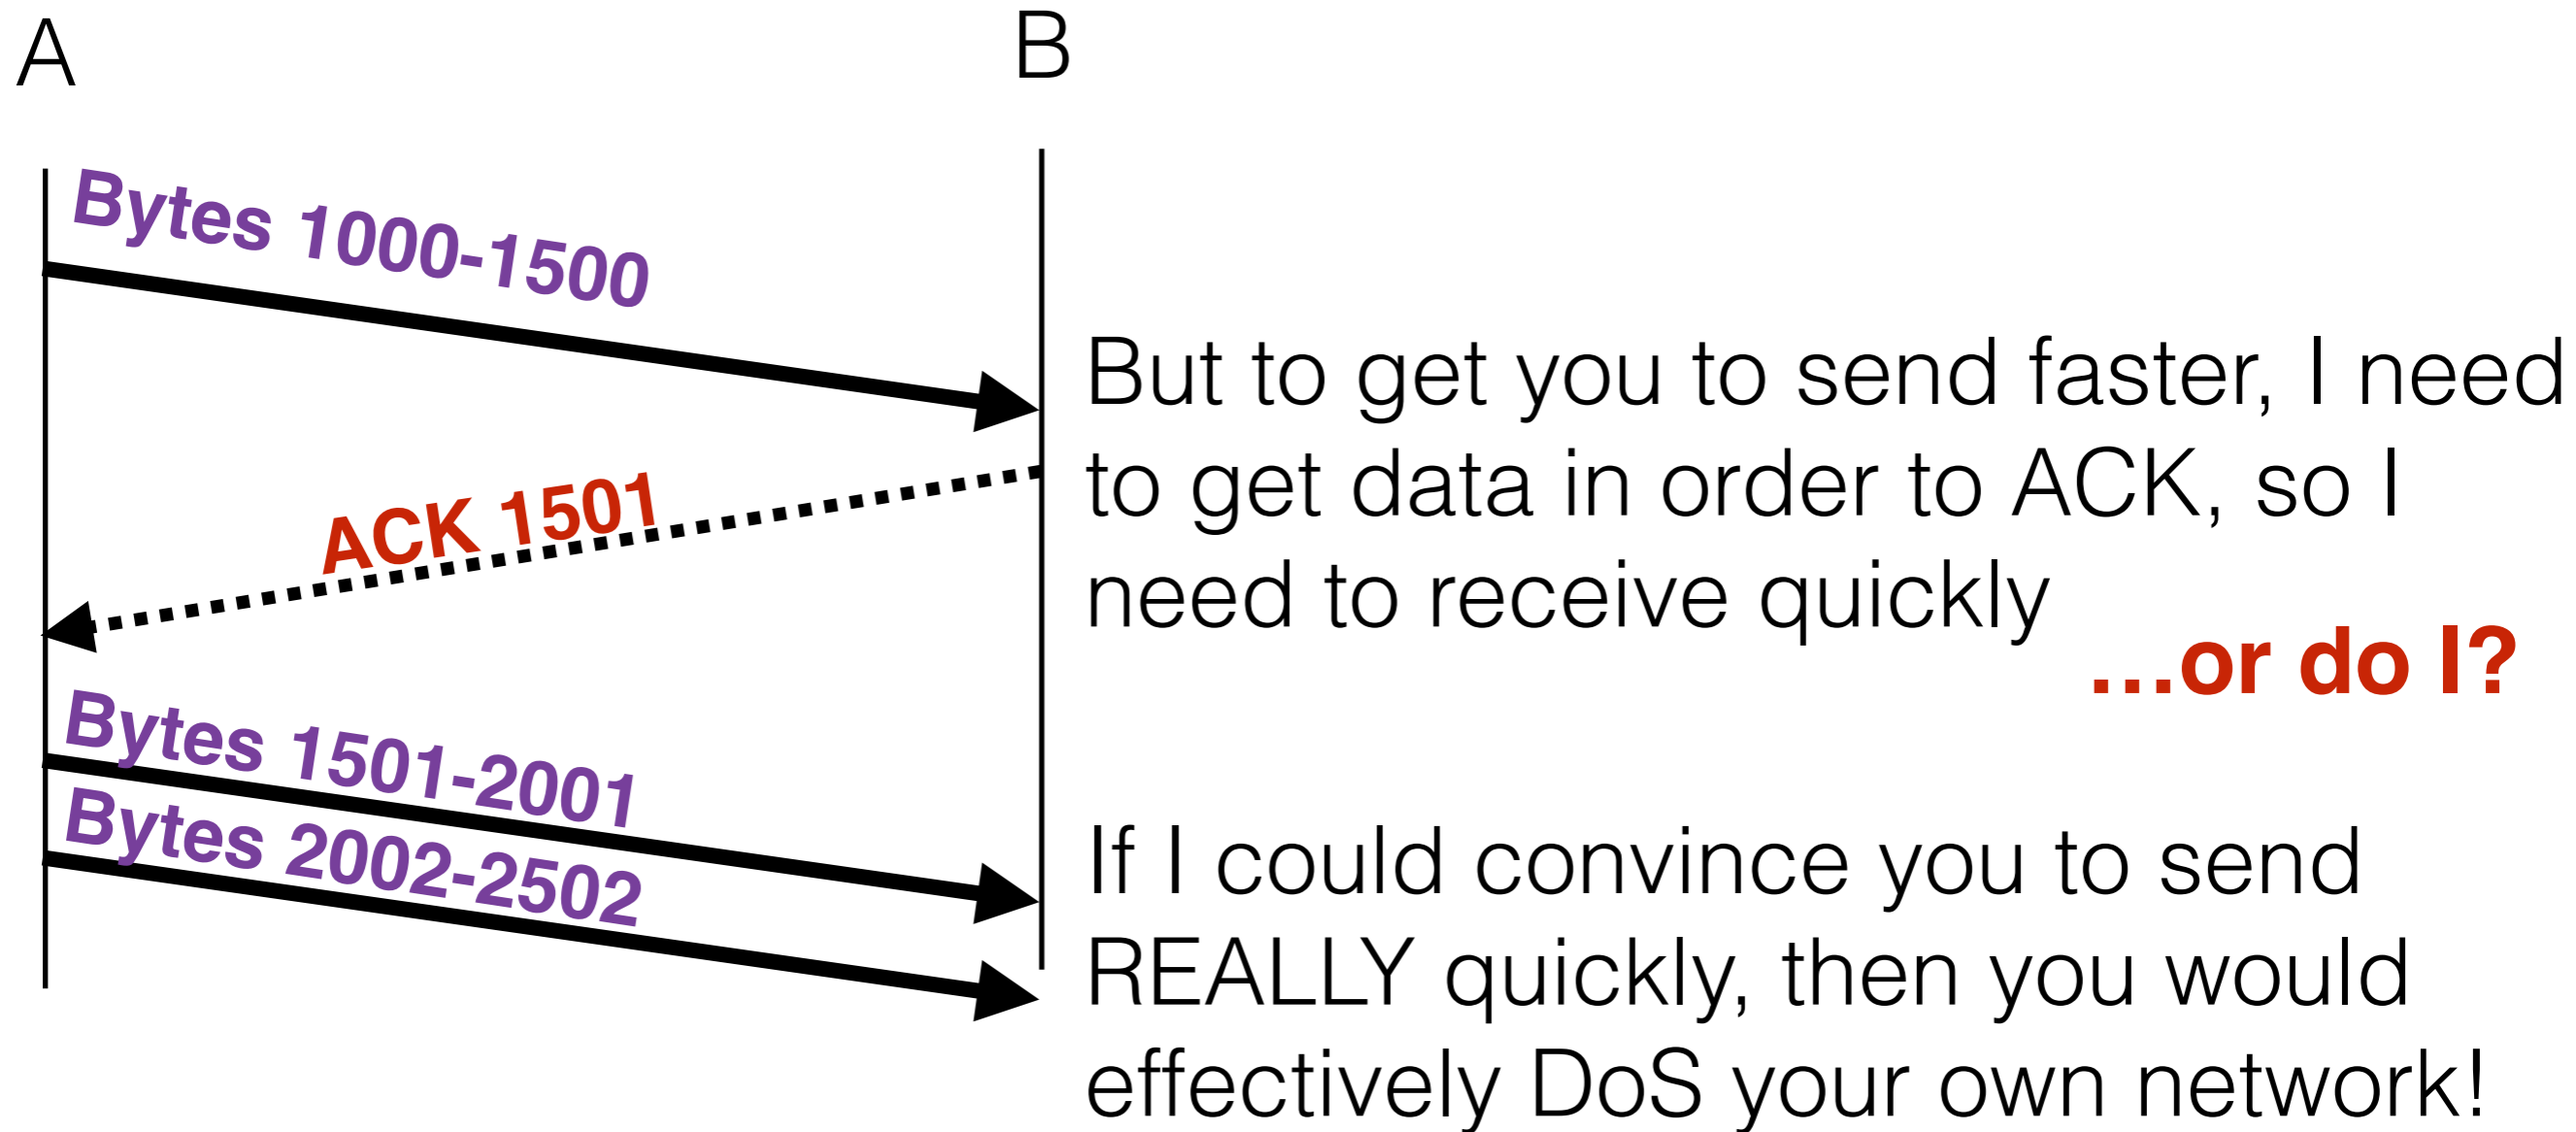 A
B
Bytes 1000-1500
But to get you to send faster, I need
to get data in order to ACK, so I
need to receive quickly
…or do I?
ACK 1501
Bytes 1501-2001
Bytes 2002-2502
If I could convince you to send
REALLY quickly, then you would
effectively DoS your own network!